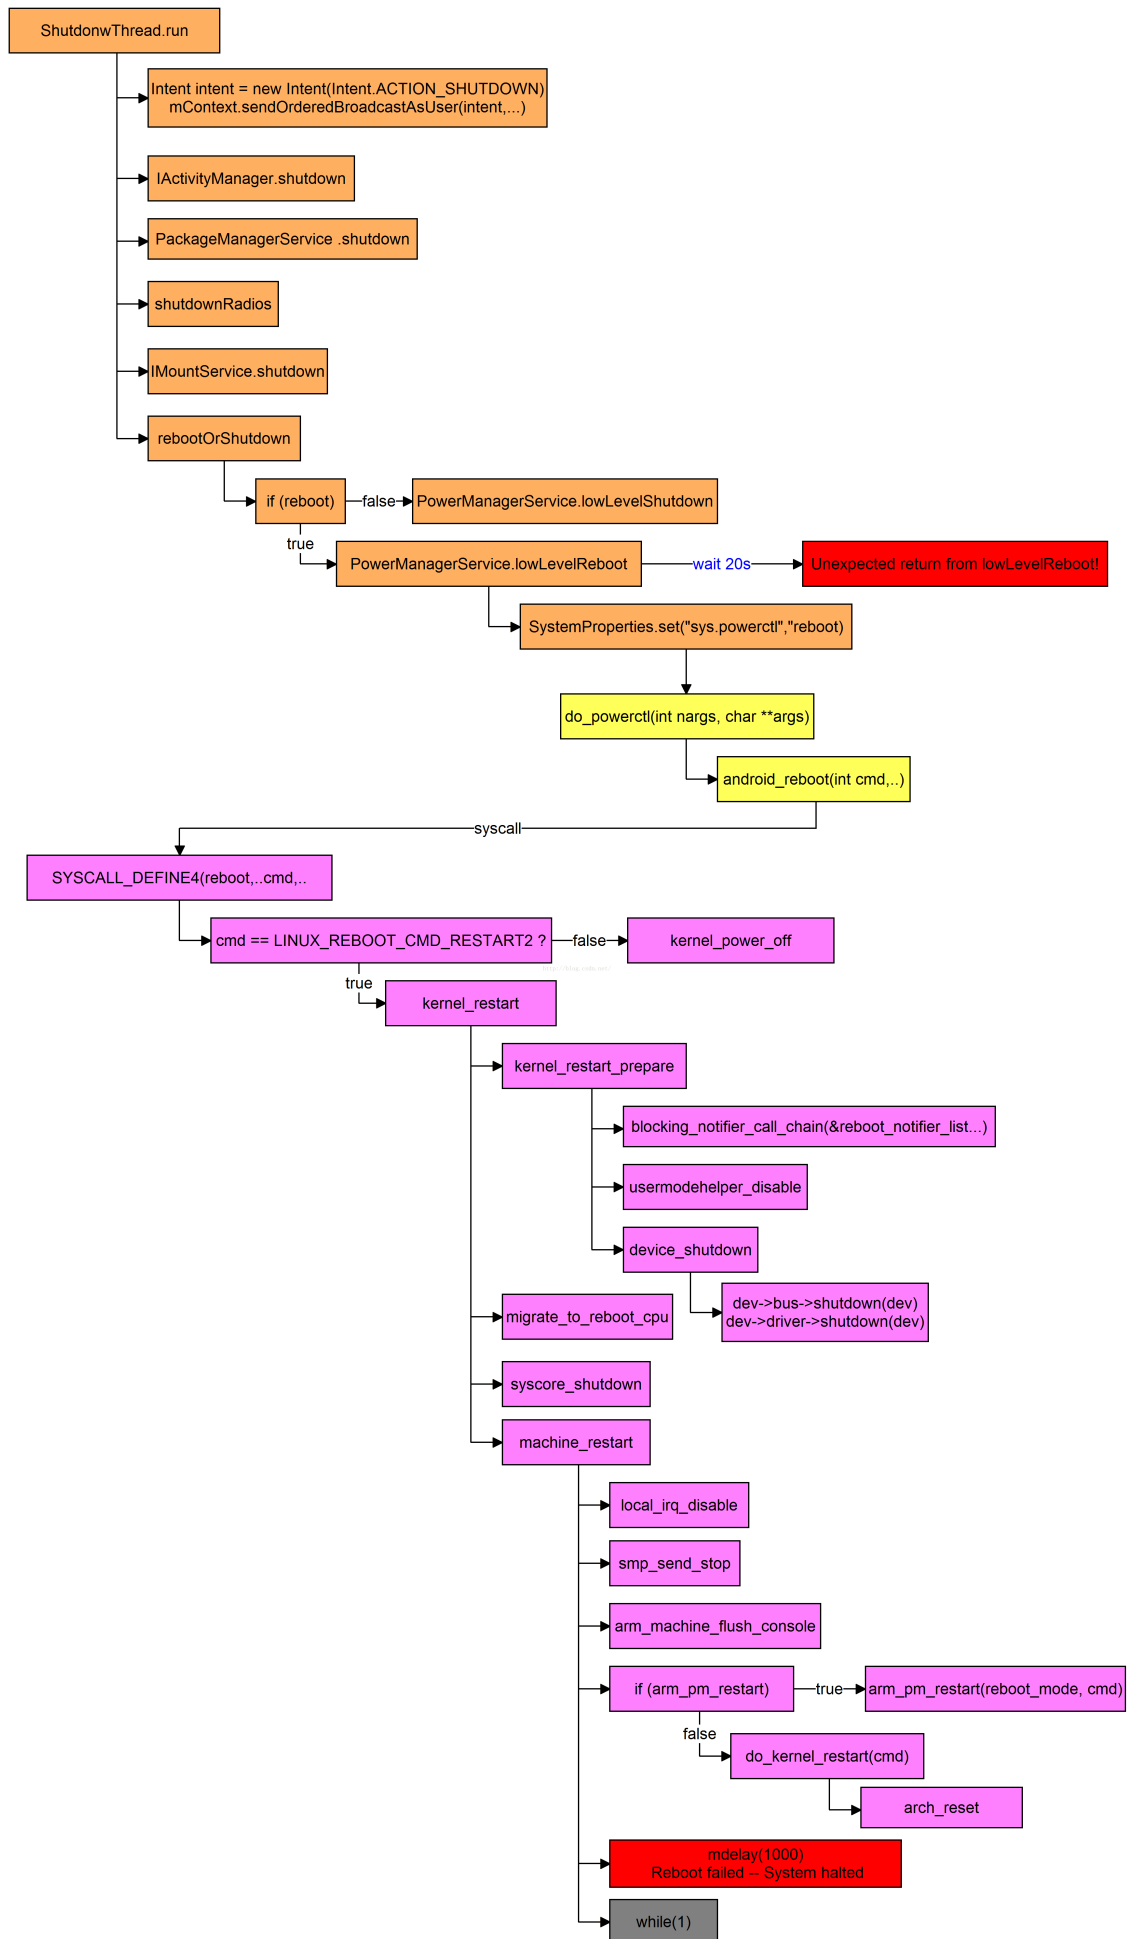 ShutdonwThread.run
Intent intent = new Intent(Intent.ACTION_SHUTDOWN)
mContext.sendOrderedBroadcastAsUser(intent,...)
IActivityManager.shutdown
PackageManagerService .shutdown
shutdownRadios
IMountService.shutdown
rebootOrShutdown
if (reboot)
false
PowerManagerService.lowLevelShutdown
true
PowerManagerService.lowLevelReboot
wait 20s
Unexpected return from lowLevelReboot!
SystemProperties.set("sys.powerctl","reboot)
do_powerctl(int nargs, char **args)
android_reboot(int cmd,..)
syscall
SYSCALL_DEFINE4(reboot,..cmd,..
cmd == LINUX_REBOOT_CMD_RESTART2 ?
false
kernel_power_off
true
kernel_restart
kernel_restart_prepare
blocking_notifier_call_chain(&reboot_notifier_list...)
usermodehelper_disable
device_shutdown
dev->bus->shutdown(dev)
dev->driver->shutdown(dev)
migrate_to_reboot_cpu
syscore_shutdown
machine_restart
local_irq_disable
smp_send_stop
arm_machine_flush_console
if (arm_pm_restart)
true
arm_pm_restart(reboot_mode, cmd)
false
do_kernel_restart(cmd)
arch_reset
mdelay(1000)
Reboot failed -- System halted
while(1)